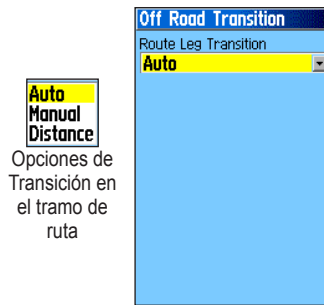 Off Road Transition
Route Leg Transition
Auto
Auto
Manual
Distance
Opciones de
Transición en
el tramo de
ruta